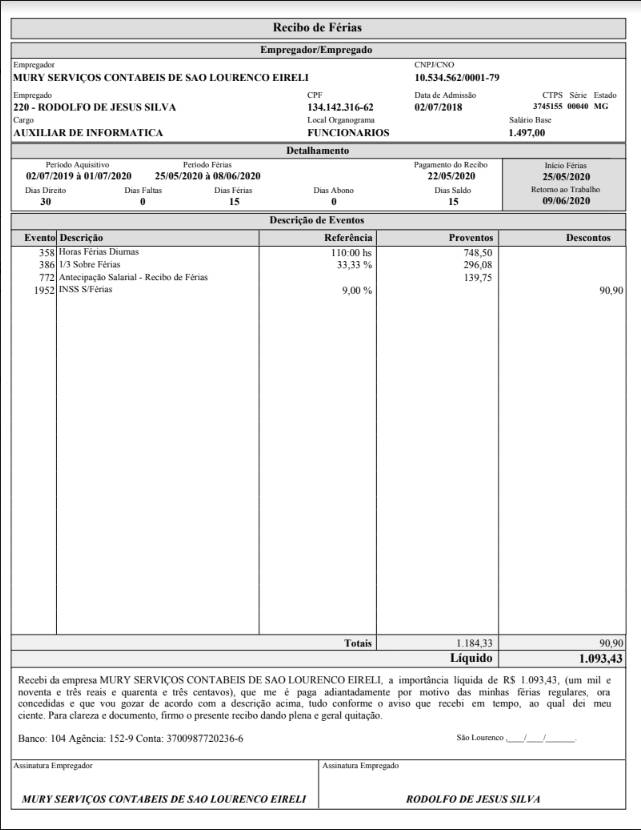 Recibo de Férias
Empregador/Empregado
Empregador CNPJ/CNO
MURY SERVIÇOS CONTABEIS DE SAO LOURENCO EIRELI 10.534.562/0001-79
Empregado CPF Data de Admissão CTPS Série Estado
220 - RODOLFO DE JESUS SILVA 134.142.316-62 02/07/2018 3745155 00040 MG
Cargo Local Organograma Salário Base
AUXILIAR DE INFORMATICA FUNCIONARIOS 1.497,00
Detalhamento
Período Aquisitivo Período Férias Pagamento do Recibo Início Férias
02/07/2019 à 01/07/2020 25/05/2020 à 08/06/2020 22/05/2020 25/05/2020
Dias Direito Dias Faltas Dias Férias Dias Abono Dias Saldo Retorno ao Trabalho
30 0 15 0 15 09/06/2020
Descrição de Eventos
Evento Descrição Referência Proventos Descontos
358 Horas Férias Diurnas 110:00 hs 748,50
386 1/3 Sobre Férias 33,33 % 296,08
772 Antecipação Salarial - Recibo de Férias 139,75
1952 INSS S/Férias 9,00 % 90,90
Totais 1.184,33 90,90
Líquido 1.093,43
Recebi da empresa MURY SERVIÇOS CONTABEIS DE SAO LOURENCO EIRELI, a importância líquida de R$ 1.093,43, (um mil e
noventa e três reais e quarenta e três centavos), que me é paga adiantadamente por motivo das minhas férias regulares, ora
concedidas e que vou gozar de acordo com a descrição acima, tudo conforme o aviso que recebi em tempo, ao qual dei meu
ciente. Para clareza e documento, firmo o presente recibo dando plena e geral quitação.
Banco: 104 Agência: 152-9 Conta: 3700987720236-6 São Lourenco ,____/____/_______.
Assinatura Empregador Assinatura Empregado
MURY SERVIÇOS CONTABEIS DE SAO LOURENCO EIRELI RODOLFO DE JESUS SILVA